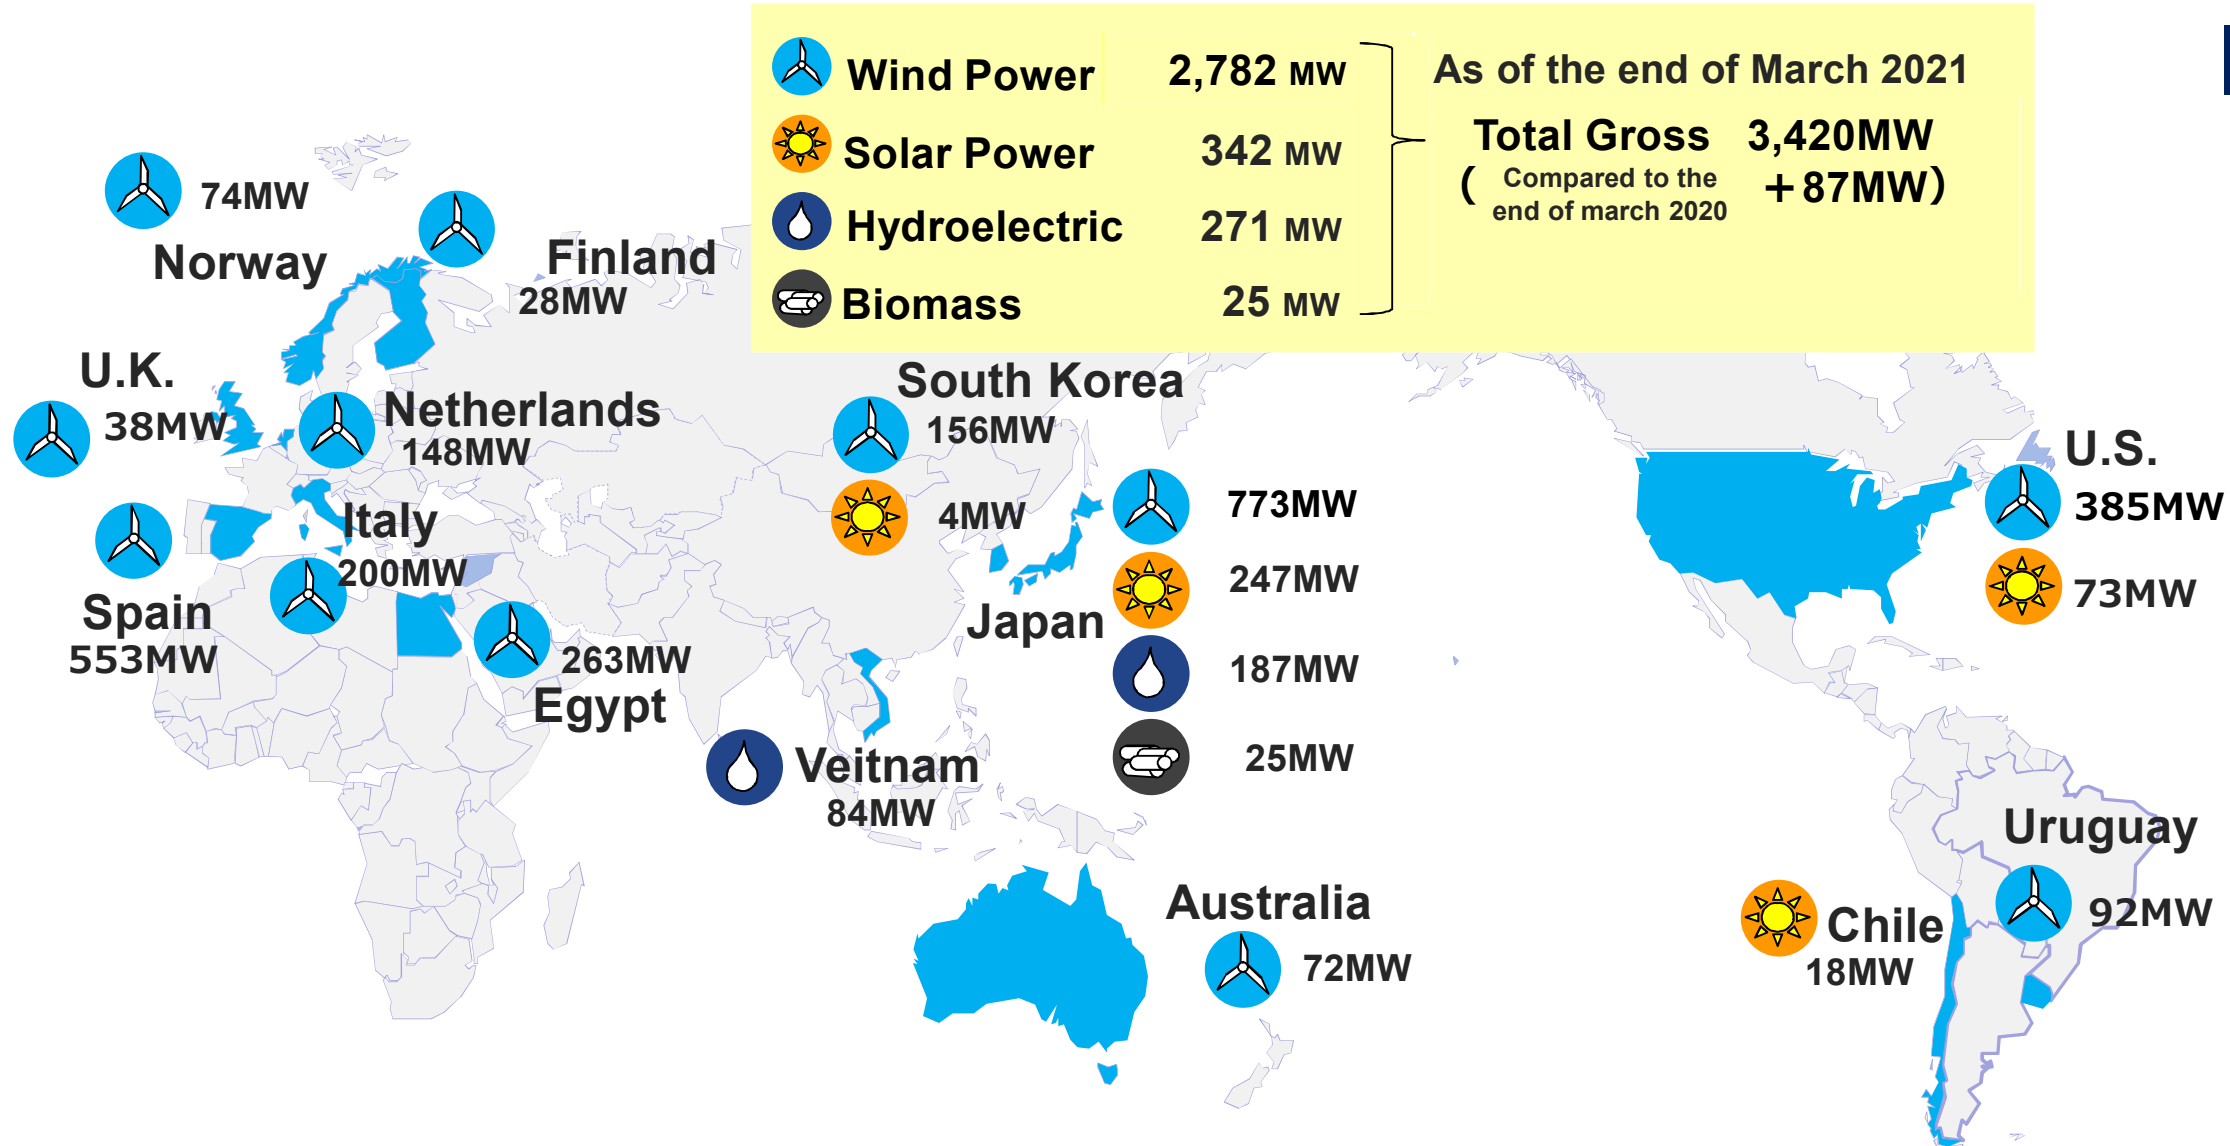 Wind Power 2,782 MW
Solar Power 342 MW
Hydroelectric 271 MW
Biomass 25 MW
As of the end of March 2021
Total Gross 3,420MW
( Compared to the
end of march 2020 +87MW)
74MW
Norway
Finland
28MW
U.K.
38MW
Netherlands
148MW
Italy
200MW
Spain
553MW
263MW
Egypt
South Korea
156MW
4MW
Japan
773MW
247MW
187MW
25MW
Veitnam
84MW
Australia
72MW
U.S.
385MW
73MW
Uruguay
92MW
Chile
18MW